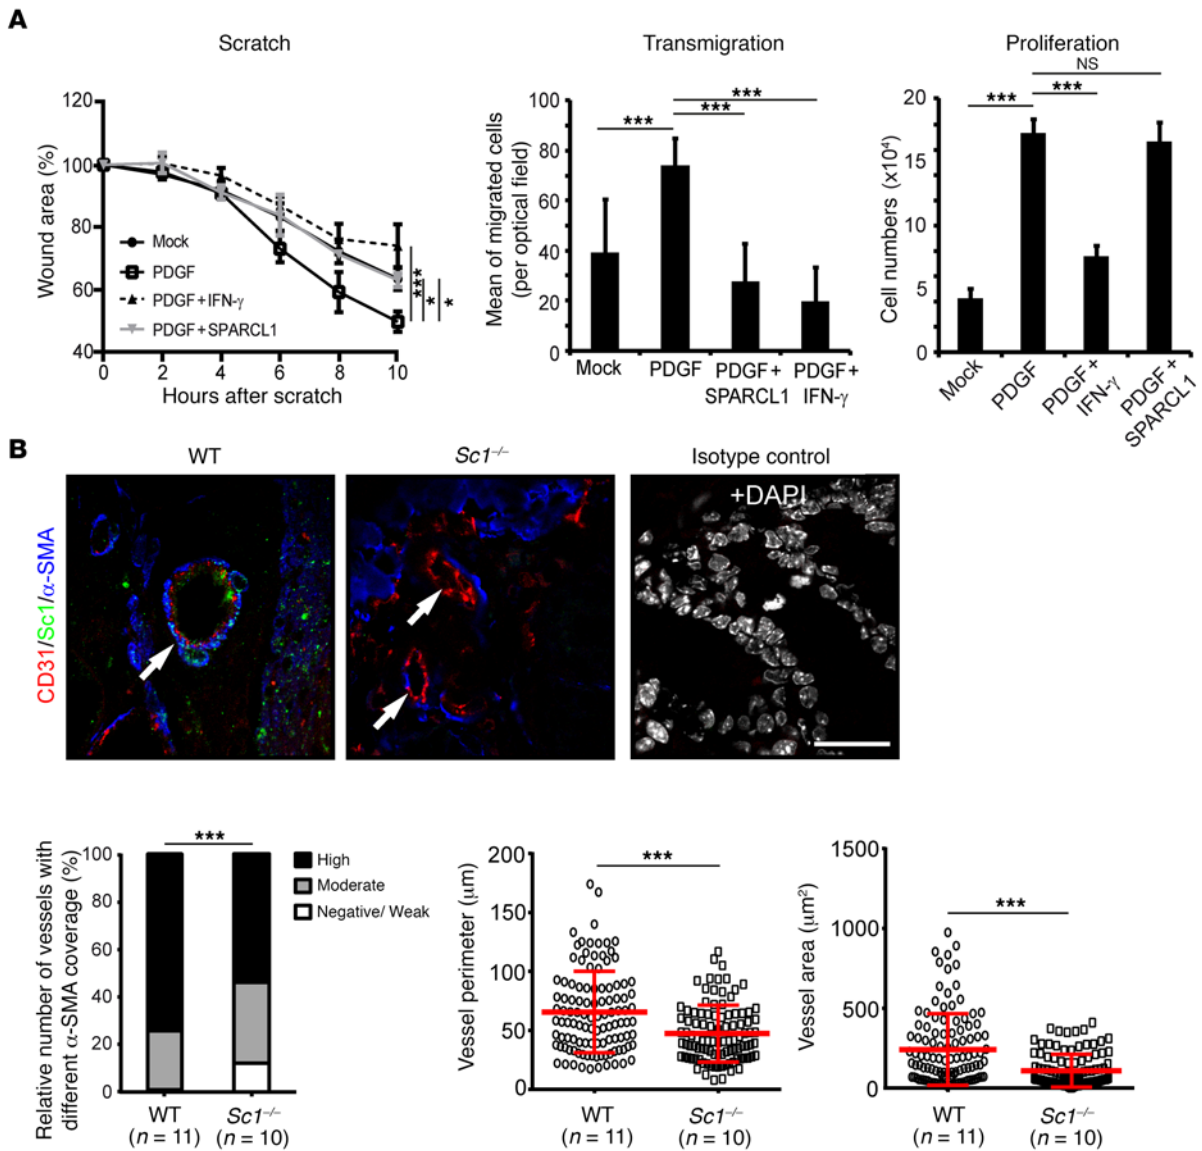 A
Scratch
Wound area (%)
120
100
80
60
40
0 2 4 6 8 10
Hours after scratch
Mock
PDGF
PDGF+IFN-γ
PDGF+SPARCL1
***
*
*
Transmigration
Mean of migrated cells
(per optical field)
100
80
60
40
20
0
***
***
***
Mock PDGF PDGF+ PDGF+
SPARCL1 IFN-γ
Proliferation
Cell numbers (x10⁴)
20
15
10
5
0
NS
***
***
Mock
PDGF
PDGF+
IFN-γ
PDGF+
SPARCL1
B
WT
Sc1–/–
Isotype control
CD31/Sc1/α-SMA
+DAPI
Relative number of vessels with
different α-SMA coverage (%)
100
80
60
40
20
0
***
High
Moderate
Negative/ Weak
WT Sc1–/–
(n = 11) (n = 10)
Vessel perimeter (μm)
200
150
100
50
0
***
WT Sc1–/–
(n = 11) (n = 10)
Vessel area (μm²)
1500
1000
500
0
***
WT Sc1–/–
(n = 11) (n = 10)